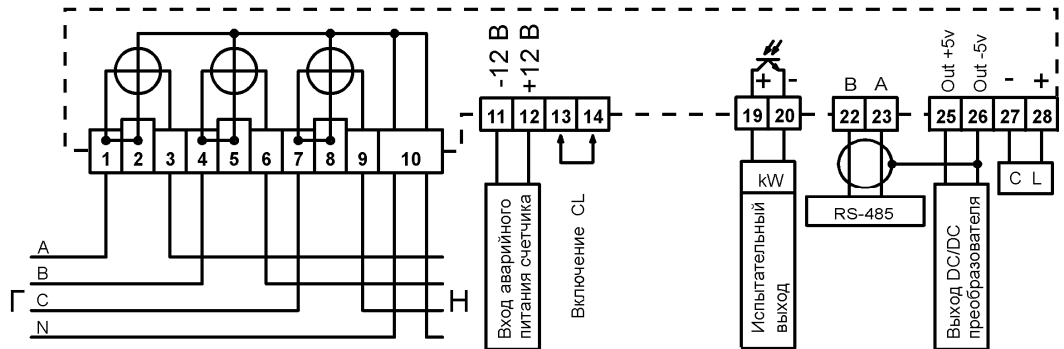 -12 В
+12 В
+ -
B A
Out +5v
Out -5v
- +
11 12 13 14
19 20
22 23
25 26 27 28
1 2 3 4 5 6 7 8 9 10
kW
C L
RS-485
Вход аварийного
питания счетчика
Включение CL
Испытательный
выход
Выход DC/DC
преобразователя
A
B
Г C Н
N